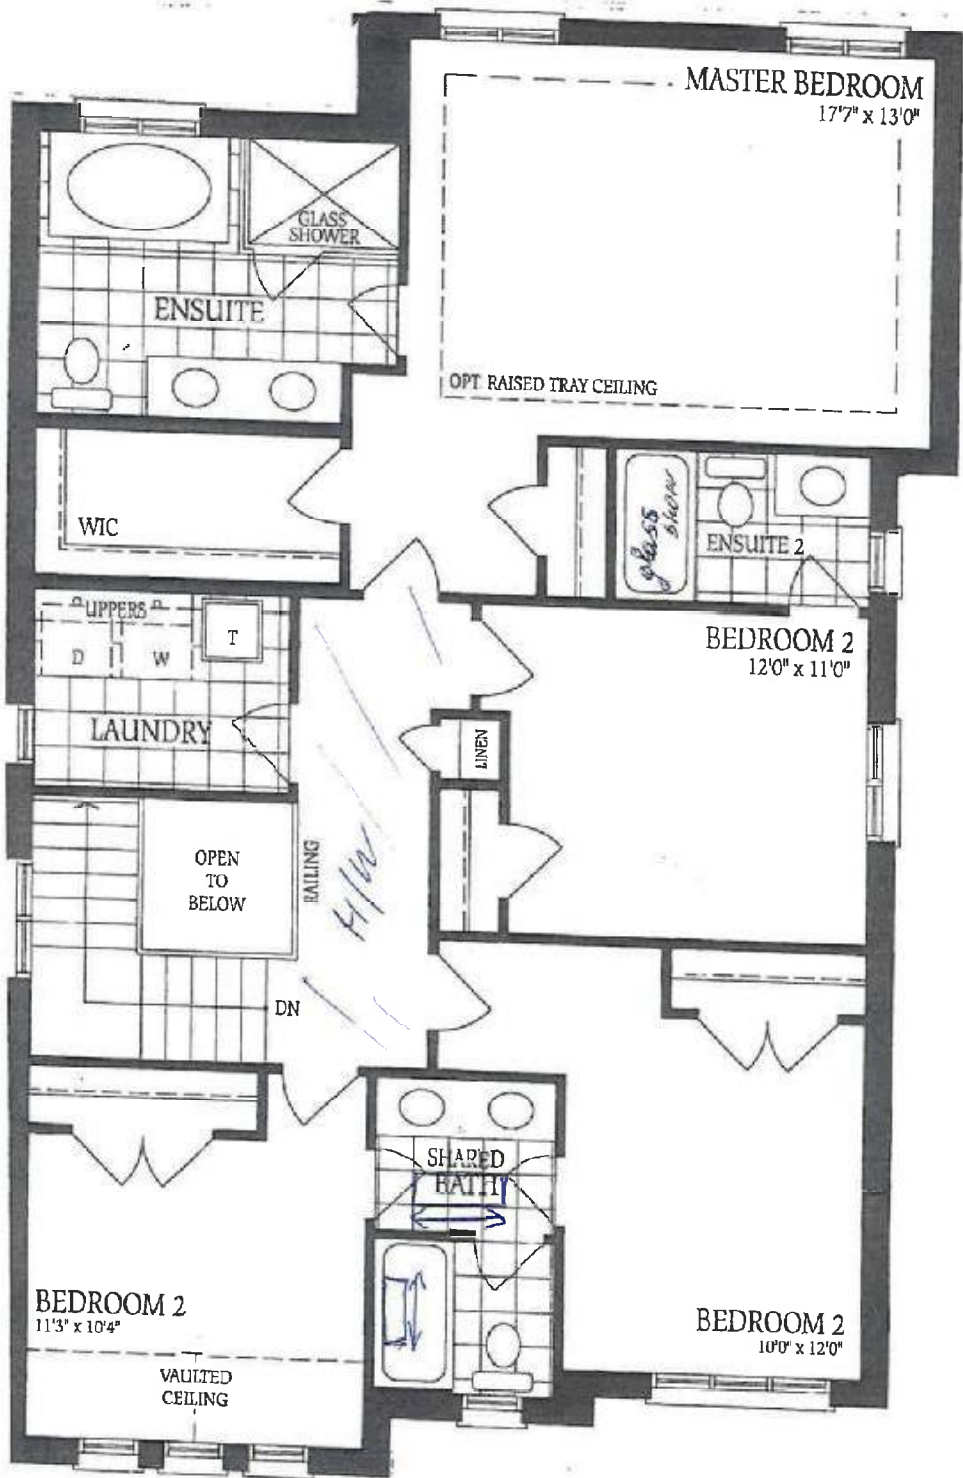 MASTER BEDROOM
17'7" x 13'0"
GLASS
SHOWER
ENSUITE
OPT. RAISED TRAY CEILING
WIC
glass
show
ENSUITE 2
UPPERS
T
D W
BEDROOM 2
12'0" x 11'0"
LAUNDRY
LINEN
OPEN
TO
BELOW
RAILING
H/W
DN
SHARED
BATH
BEDROOM 2
11'3" x 10'4"
BEDROOM 2
10'0" x 12'0"
VAULTED
CEILING